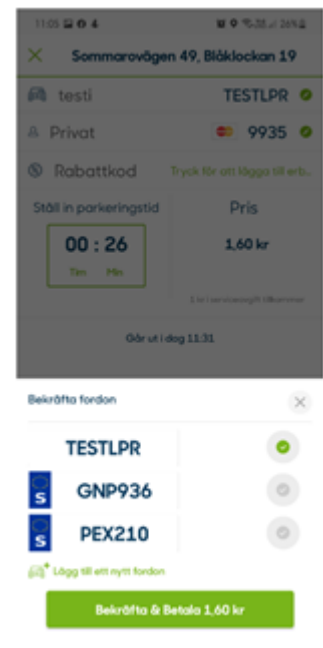 11:05
26%
Sommarovägen 49, Blåklockan 19
testi TESTLPR
Privat 9935
Rabattkod Tryck för att lägga till erb...
Ställ in parkeringstid Pris
00 : 26 1,60 kr
Tim Min
Går ut i dag 11:31
Bekräfta fordon
TESTLPR
S GNP936
S PEX210
Lägg till ett nytt fordon
Bekräfta & Betala 1,60 kr